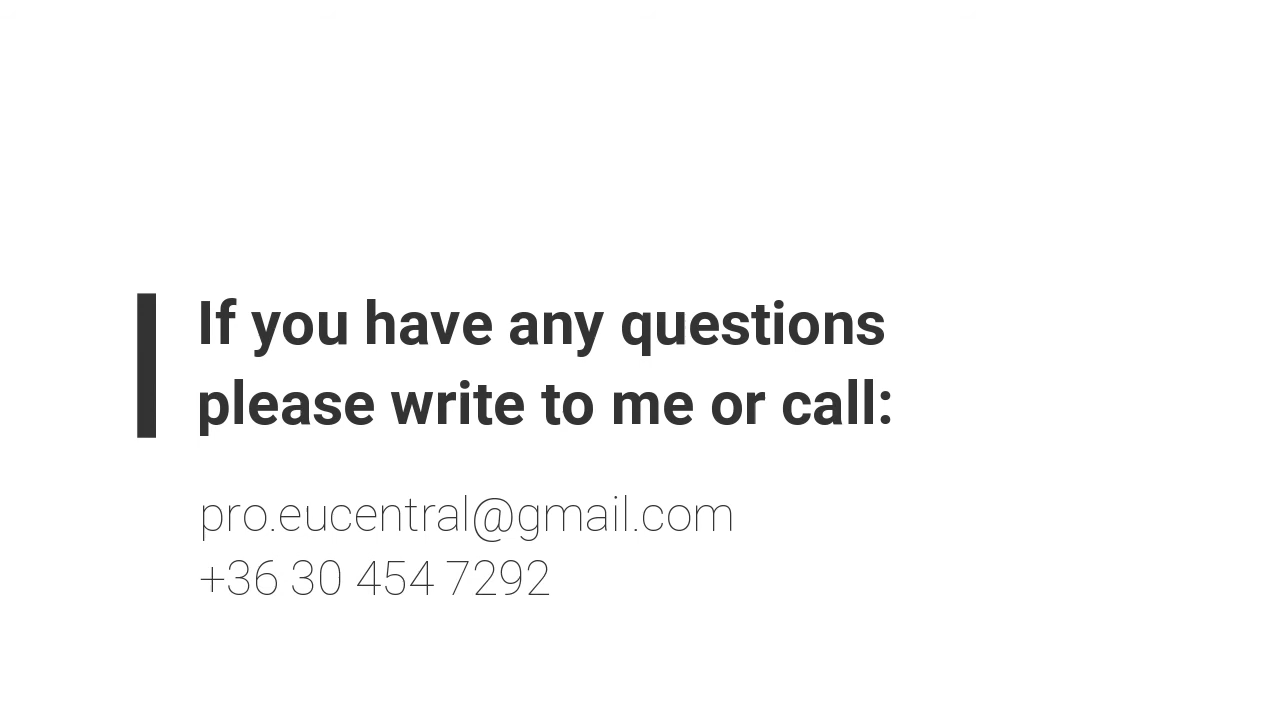 If you have any questions
please write to me or call:
pro.eucentral@gmail.com
+36 30 454 7292